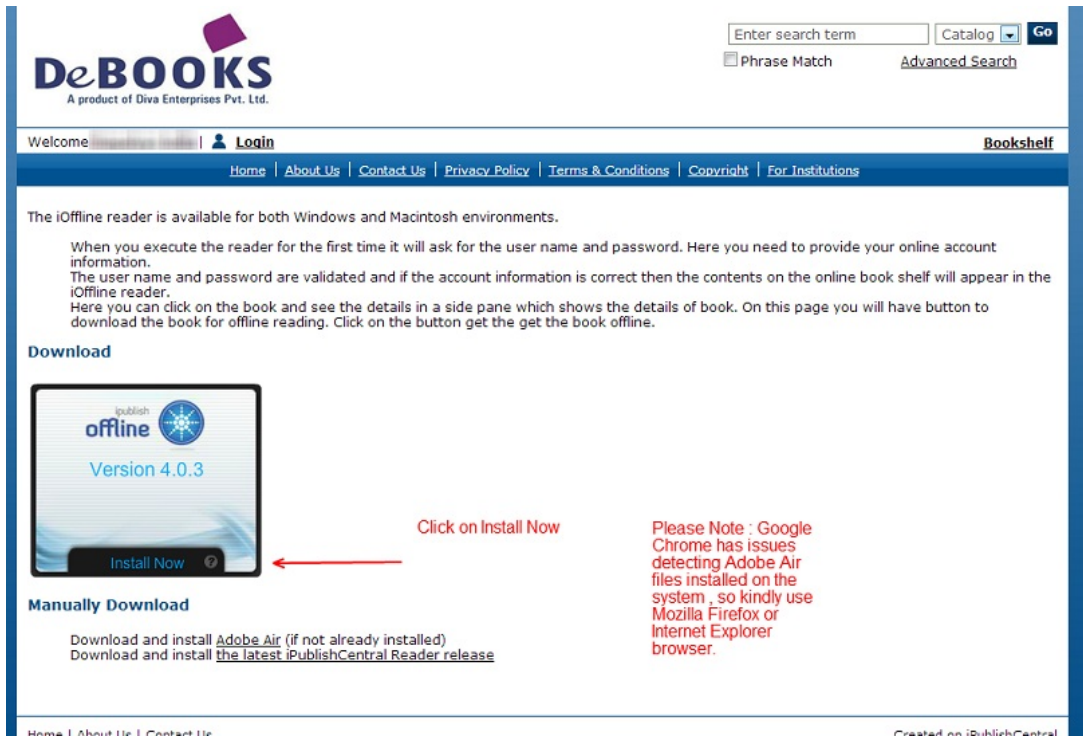 DeBOOKS
A product of Diva Enterprises Pvt. Ltd.
Enter search term
Catalog
Go
Phrase Match
Advanced Search
Welcome | Login
Bookshelf
Home | About Us | Contact Us | Privacy Policy | Terms & Conditions | Copyright | For Institutions
The iOffline reader is available for both Windows and Macintosh environments.
When you execute the reader for the first time it will ask for the user name and password. Here you need to provide your online account
information.
The user name and password are validated and if the account information is correct then the contents on the online book shelf will appear in the
iOffline reader.
Here you can click on the book and see the details in a side pane which shows the details of book. On this page you will have button to
download the book for offline reading. Click on the button get the get the book offline.
Download
ipublish
offline
Version 4.0.3
Install Now ?
Click on Install Now
Please Note : Google
Chrome has issues
detecting Adobe Air
files installed on the
system , so kindly use
Mozilla Firefox or
Internet Explorer
browser.
Manually Download
Download and install Adobe Air (if not already installed)
Download and install the latest iPublishCentral Reader release
Home | About Us | Contact Us
Created on iPublishCentral